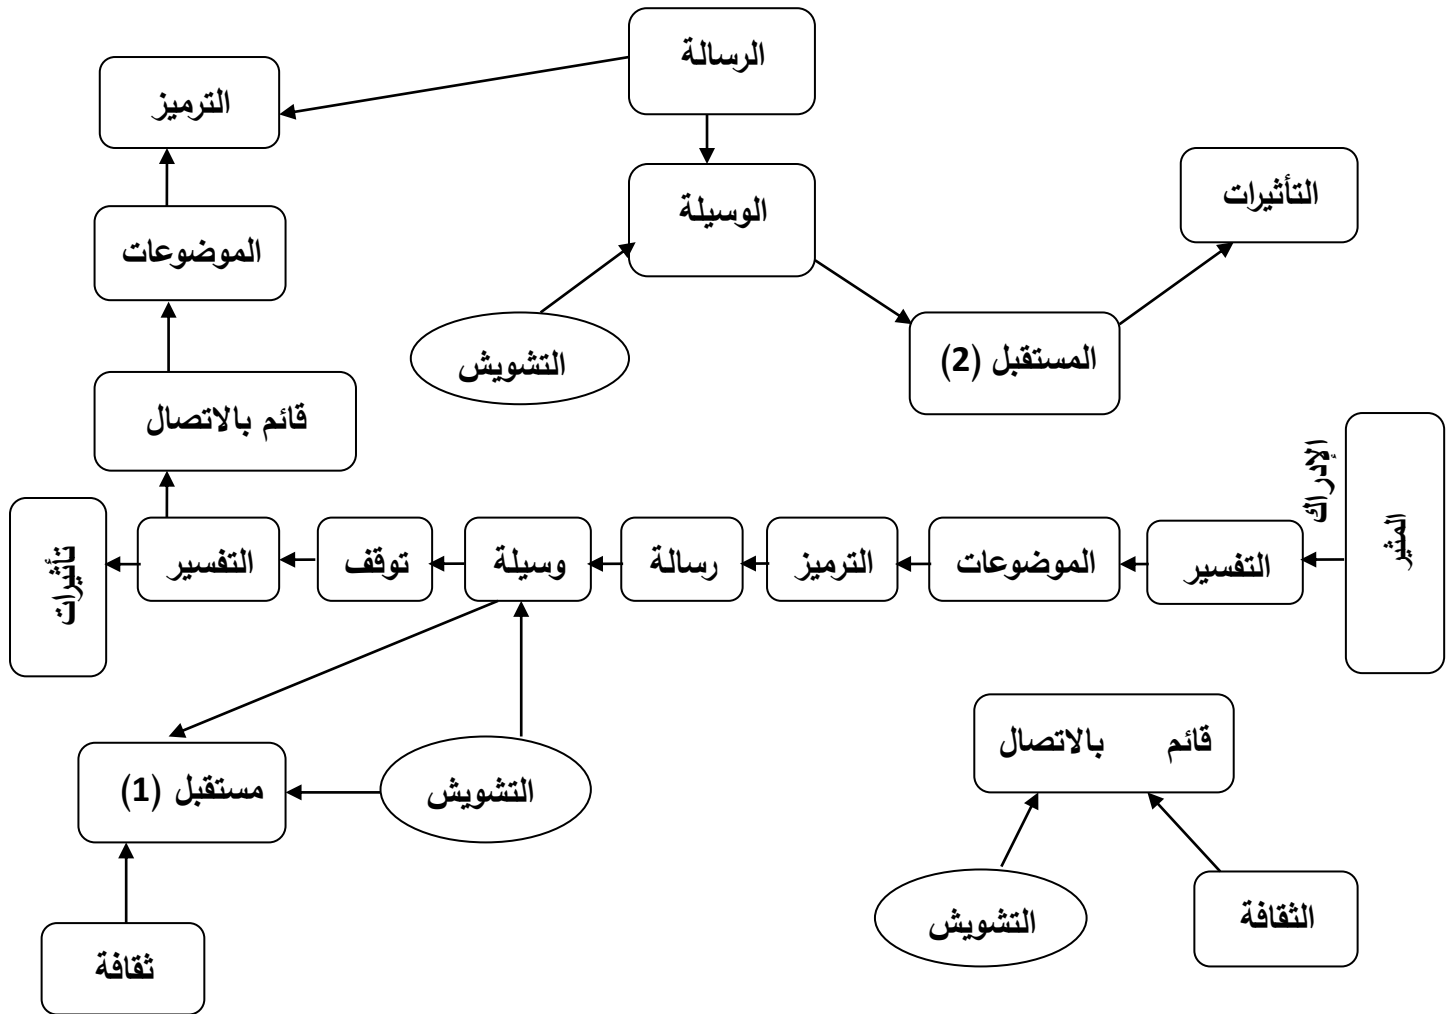 الرسالة
الترميز
الوسيلة
التأثيرات
الموضوعات
التشويش
المستقبل (2)
قائم بالاتصال
المثير
الإدراك
التفسير
الموضوعات
الترميز
رسالة
وسيلة
توقف
التفسير
تأثيرات
قائم بالاتصال
مستقبل (1)
التشويش
التشويش
الثقافة
ثقافة